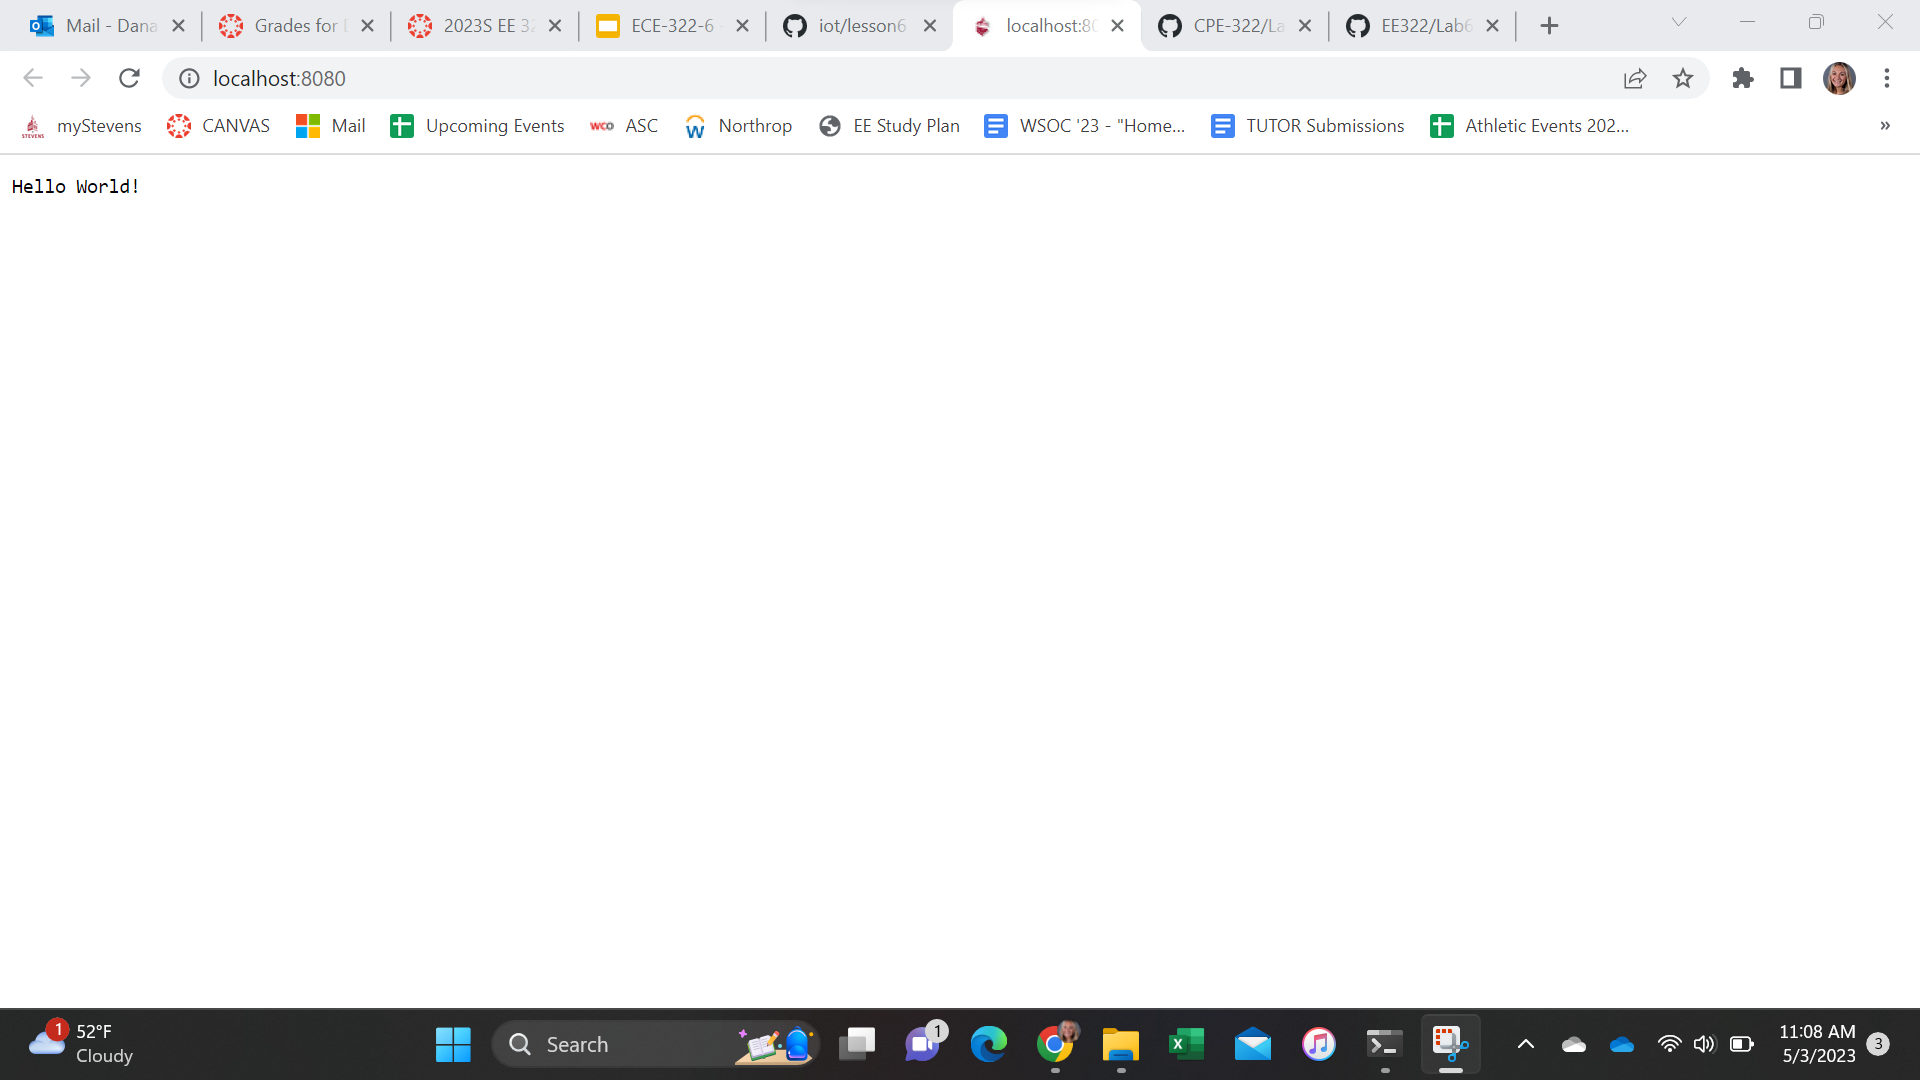 Mail - Dana
Grades for
2023S EE 32
ECE-322-6 -
iot/lesson6
localhost:80
CPE-322/La
EE322/Lab6
localhost:8080
myStevens
CANVAS
Mail
Upcoming Events
wco ASC
Northrop
EE Study Plan
WSOC '23 - "Home...
TUTOR Submissions
Athletic Events 202...
»
Hello World!
1
52°F
Cloudy
Search
1
11:08 AM
5/3/2023
3